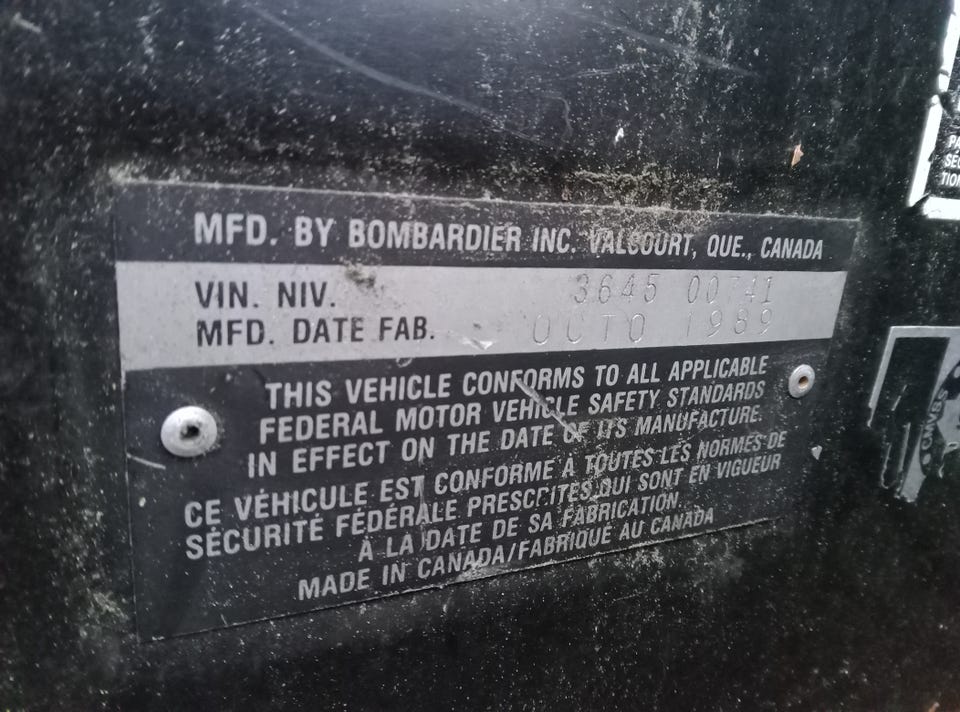 MFD. BY BOMBARDIER INC. VALCOURT, QUE., CANADA
VIN. NIV. 3645 00741
MFD. DATE FAB. OCTO 1989
THIS VEHICLE CONFORMS TO ALL APPLICABLE
FEDERAL MOTOR VEHICLE SAFETY STANDARDS
IN EFFECT ON THE DATE OF ITS MANUFACTURE.
CE VÉHICULE EST CONFORME À TOUTES LES NORMES DE
SÉCURITÉ FÉDÉRALE PRESCRITES QUI SONT EN VIGUEUR
À LA DATE DE SA FABRICATION.
MADE IN CANADA/FABRIQUÉ AU CANADA